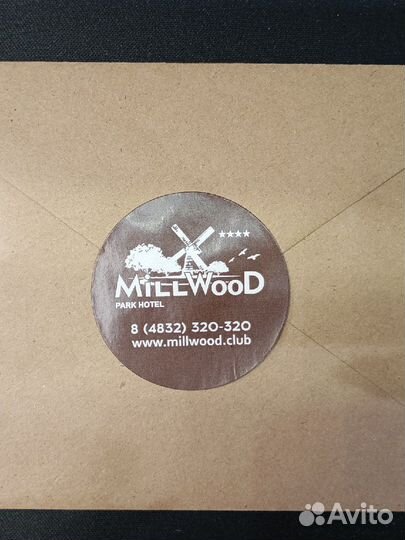 MiLLWooD
PARK HOTEL
8 (4832) 320-320
www.millwood.club
Avito